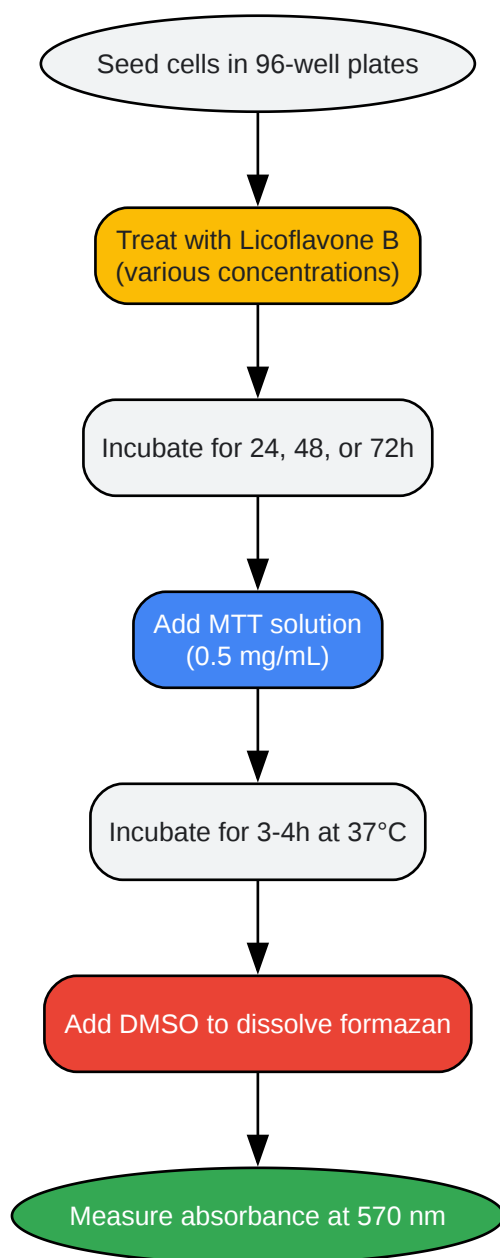 Seed cells in 96-well plates
Treat with Licoflavone B
(various concentrations)
Incubate for 24, 48, or 72h
Add MTT solution
(0.5 mg/mL)
Incubate for 3-4h at 37°C
Add DMSO to dissolve formazan
Measure absorbance at 570 nm